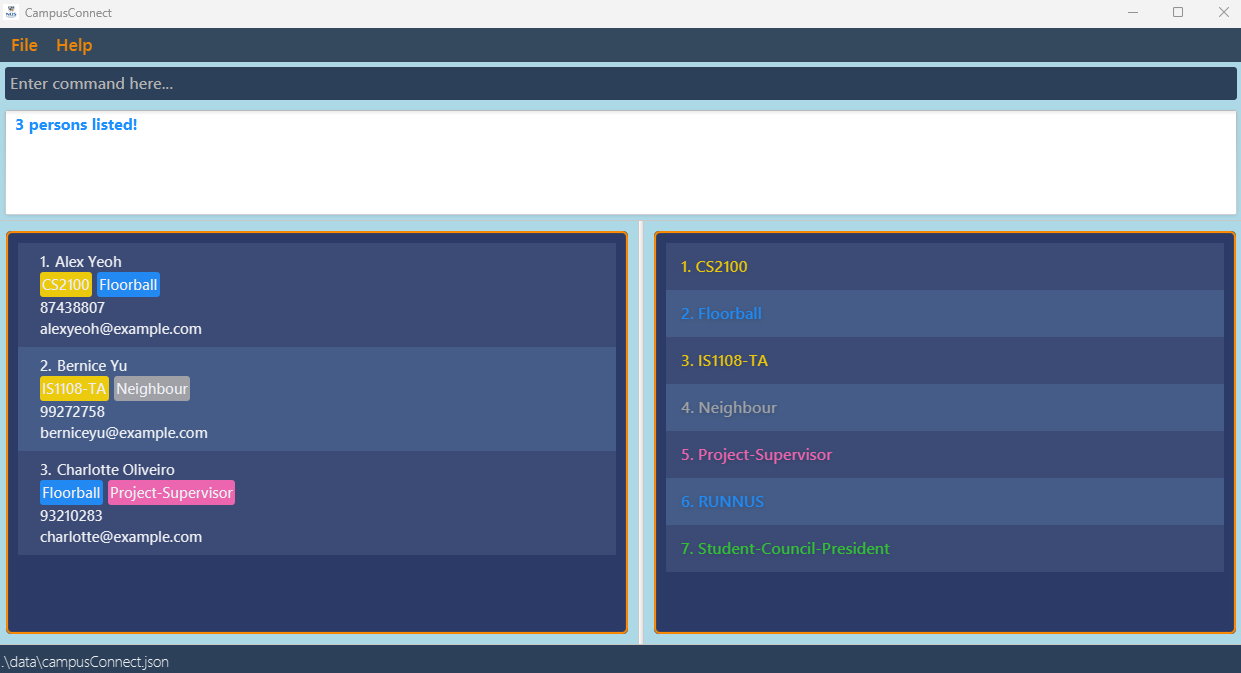 CampusConnect
File Help
Enter command here...
3 persons listed!
1. Alex Yeoh
CS2100 Floorball
87438807
alexyeoh@example.com
2. Bernice Yu
IS1108-TA Neighbour
99272758
berniceyu@example.com
3. Charlotte Oliveiro
Floorball Project-Supervisor
93210283
charlotte@example.com
1. CS2100
2. Floorball
3. IS1108-TA
4. Neighbour
5. Project-Supervisor
6. RUNNUS
7. Student-Council-President
.\data\campusConnect.json